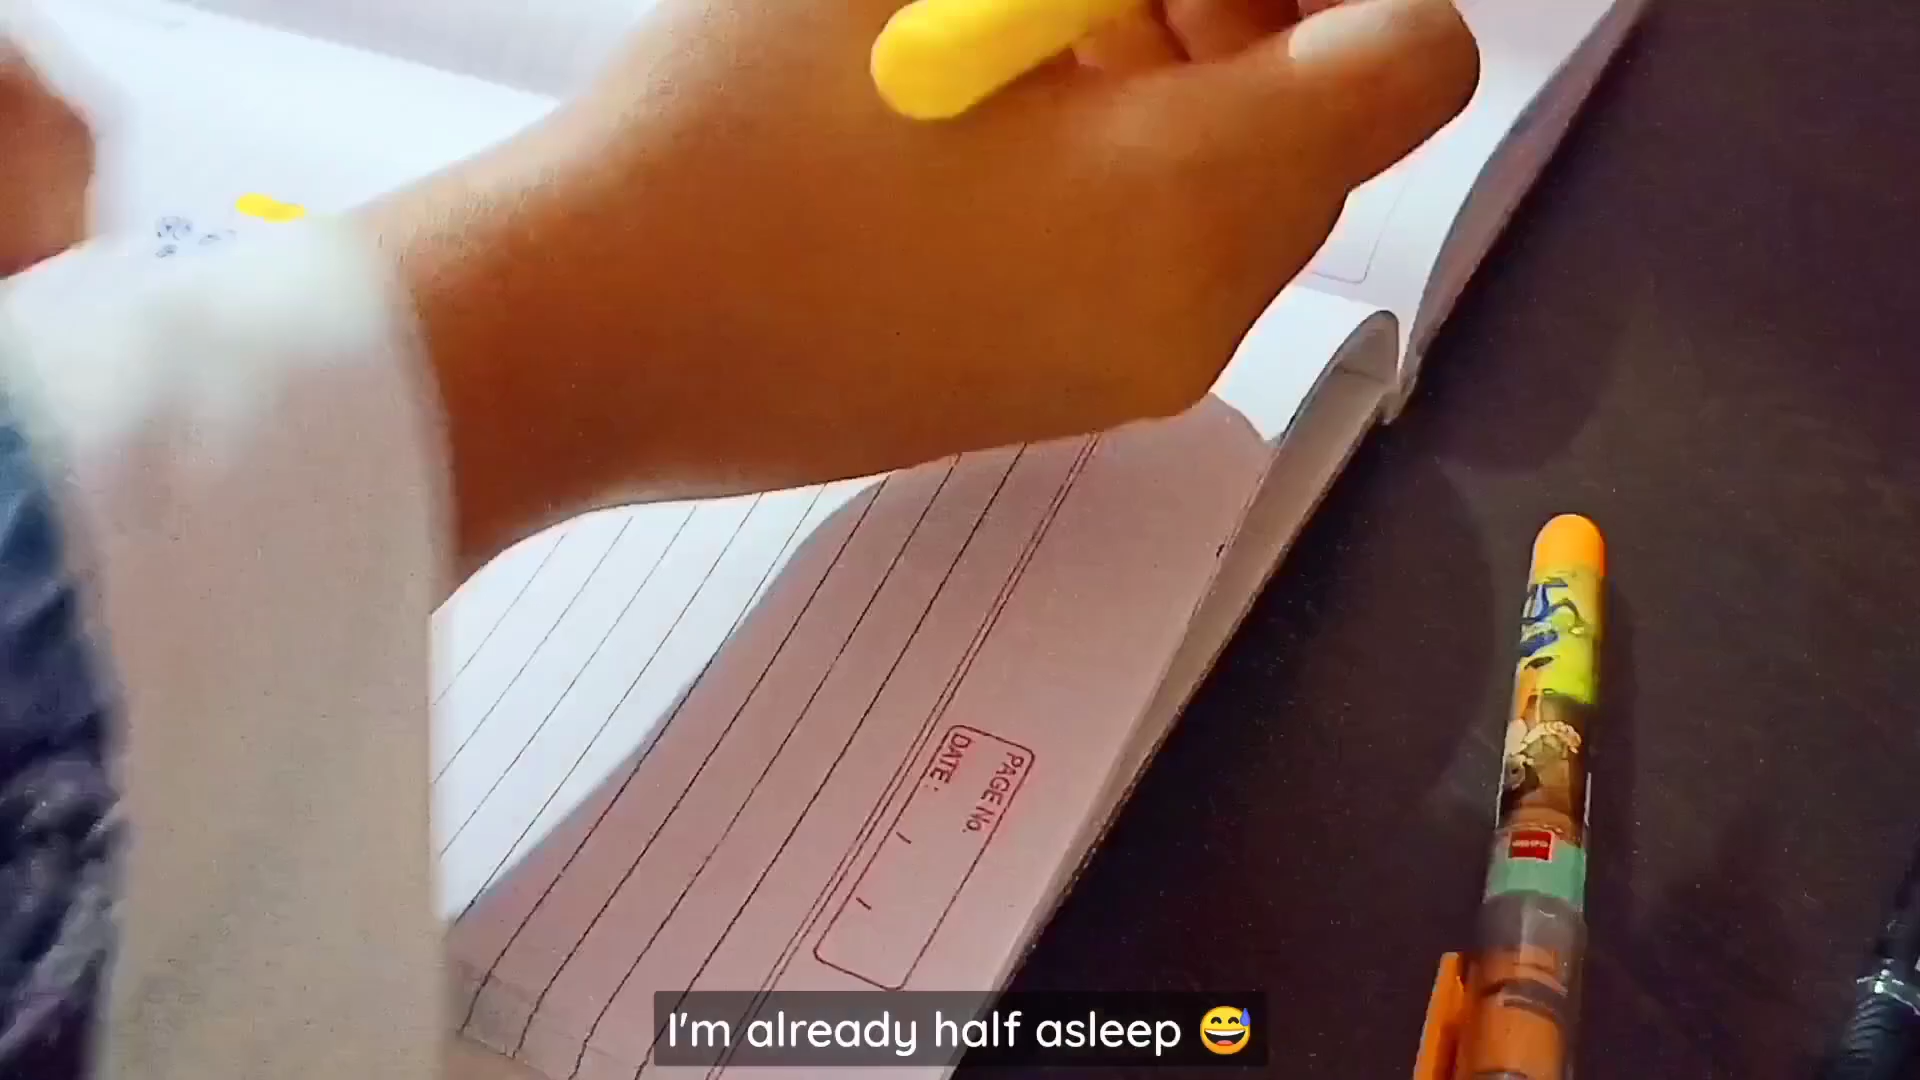 PAGE No.
DATE : / /
I'm already half asleep 😅